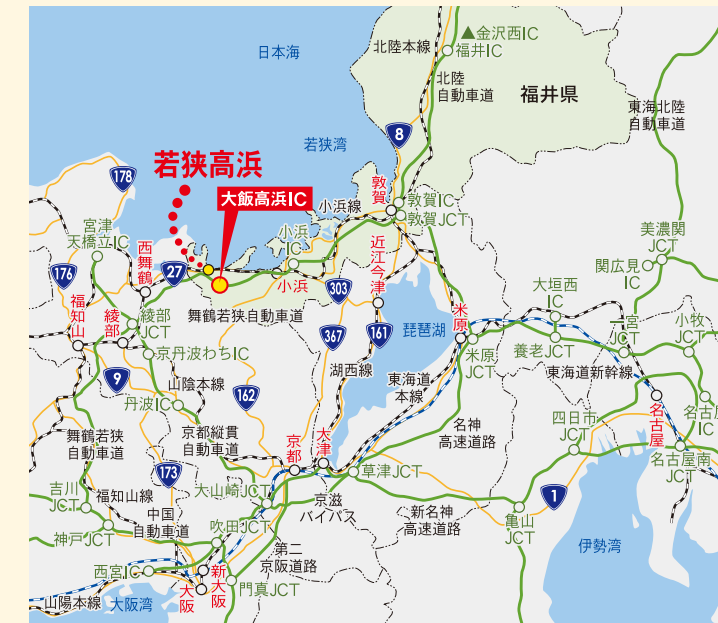 ▲金沢西IC
北陸本線
福井IC
日本海
北陸
自動車道
福井県
東海北陸
自動車道
8
若狭湾
若狭高浜
178
大飯高浜IC
敦賀
小浜線
敦賀IC
敦賀JCT
宮津
天橋立IC
西舞鶴
小浜
IC
近江今津
美濃関
JCT
176
27
関広見
IC
小浜
303
大垣西
IC
福知山
綾部
綾部
JCT
舞鶴若狭自動車道
367
161
琵琶湖
米原
一宮
JCT
小牧
JCT
京丹波わちIC
米原
JCT
養老JCT
9
山陰本線
湖西線
東海道
本線
東海道新幹線
162
丹波IC
名古屋
名古屋
IC
舞鶴若狭
自動車道
京都縦貫
自動車道
京都
大津
名神
高速道路
四日市
JCT
名古屋南
JCT
173
草津JCT
吉川
JCT
福知山線
大山崎JCT
1
中国
自動車道
京滋
バイパス
新名神
高速道路
亀山
JCT
神戸JCT
吹田JCT
伊勢湾
第二
京阪道路
西宮IC
新大阪
大阪
門真JCT
山陽本線
大阪湾